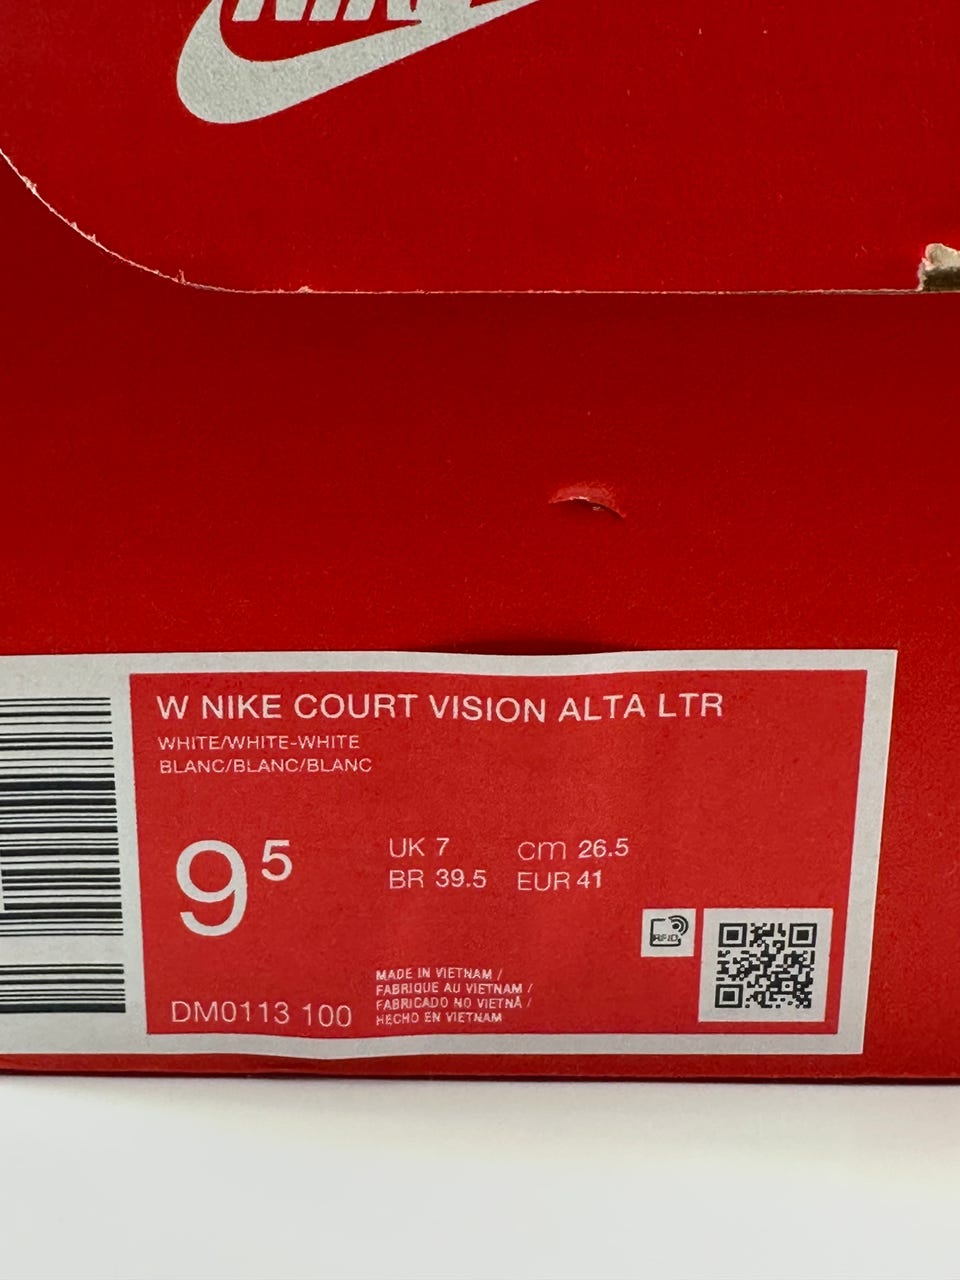 NIKE
W NIKE COURT VISION ALTA LTR
WHITE/WHITE-WHITE
BLANC/BLANC/BLANC
9⁵
UK 7 cm 26.5
BR 39.5 EUR 41
RFID
MADE IN VIETNAM /
FABRIQUE AU VIETNAM /
FABRICADO NO VIETNÃ /
HECHO EN VIETNAM
DM0113 100